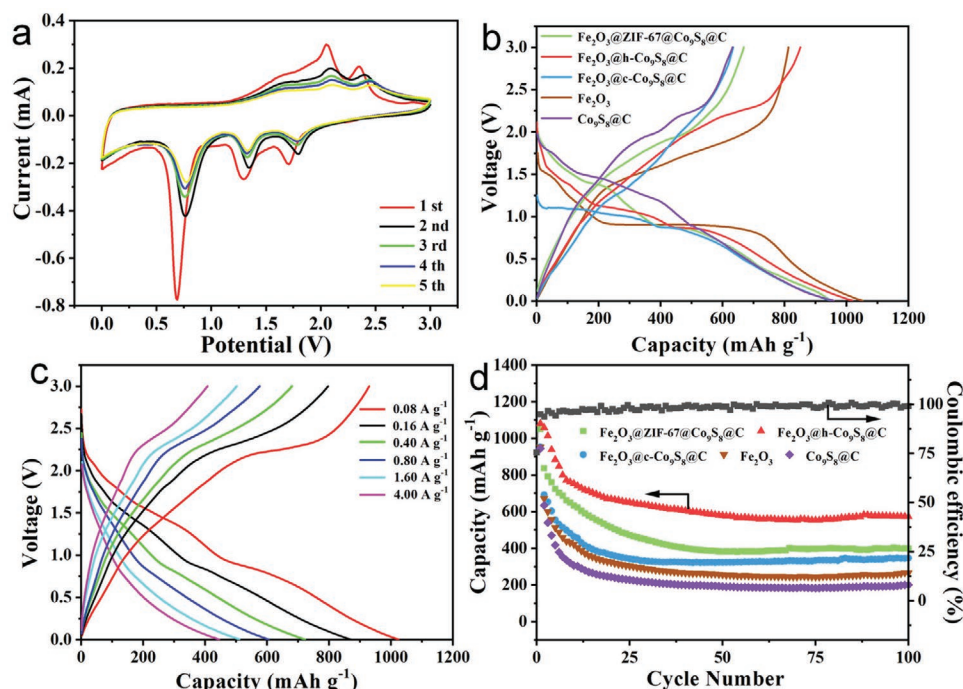 a
0.4
0.2
0.0
-0.2
-0.4
-0.6
-0.8
Current (mA)
1 st
2 nd
3 rd
4 th
5 th
0.0 0.5 1.0 1.5 2.0 2.5 3.0
Potential (V)
b
3.0
2.5
2.0
1.5
1.0
0.5
0.0
Voltage (V)
Fe₂O₃@ZIF-67@Co₉S₈@C
Fe₂O₃@h-Co₉S₈@C
Fe₂O₃@c-Co₉S₈@C
Fe₂O₃
Co₉S₈@C
0 200 400 600 800 1000 1200
Capacity (mAh g⁻¹)
c
3.0
2.5
2.0
1.5
1.0
0.5
0.0
Voltage (V)
0.08 A g⁻¹
0.16 A g⁻¹
0.40 A g⁻¹
0.80 A g⁻¹
1.60 A g⁻¹
4.00 A g⁻¹
0 200 400 600 800 1000 1200
Capacity (mAh g⁻¹)
d
1400
1200
1000
800
600
400
200
0
Capacity (mAh g⁻¹)
Fe₂O₃@ZIF-67@Co₉S₈@C Fe₂O₃@h-Co₉S₈@C
Fe₂O₃@c-Co₉S₈@C Fe₂O₃ Co₉S₈@C
100
75
50
25
0
Coulombic efficiency (%)
0 25 50 75 100
Cycle Number